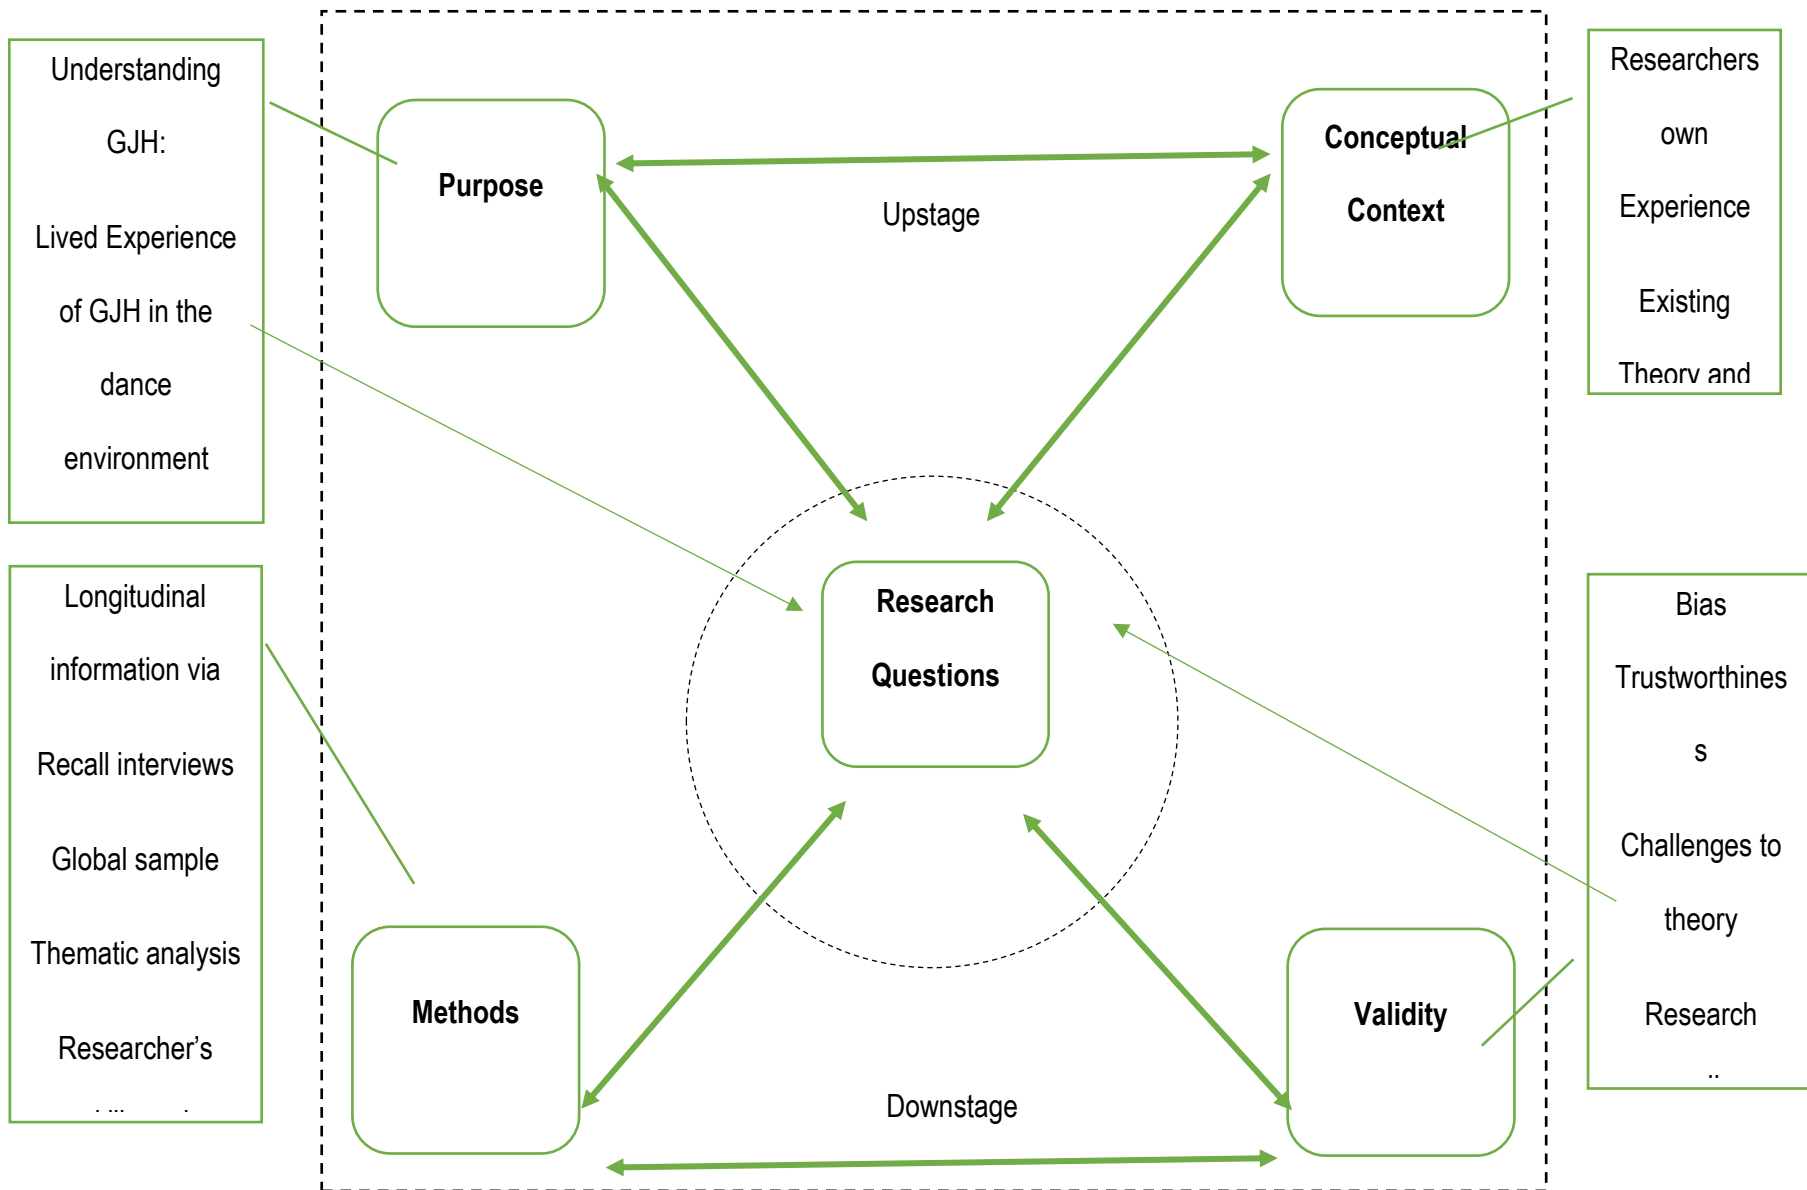 Understanding
GJH:
Lived Experience
of GJH in the
dance
environment
Purpose
Upstage
Conceptual
Context
Researchers
own
Experience
Existing
Theory and
Research
Questions
Longitudinal
information via
Recall interviews
Global sample
Thematic analysis
Researcher’s
Methods
Downstage
Validity
Bias
Trustworthines
s
Challenges to
theory
Research